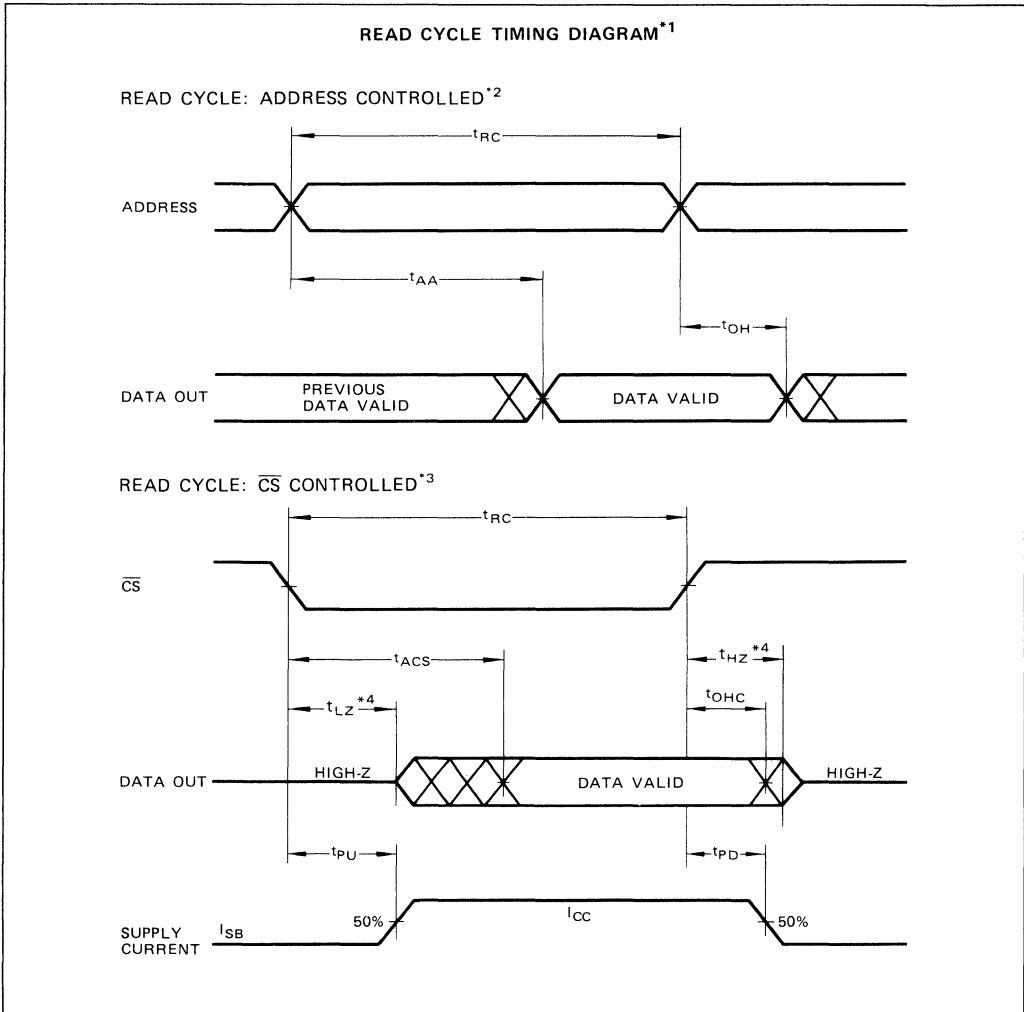 READ CYCLE TIMING DIAGRAM*1
READ CYCLE: ADDRESS CONTROLLED*2
tRC
ADDRESS
tAA
tOH
DATA OUT
PREVIOUS
DATA VALID
DATA VALID
READ CYCLE: C̅S̅ CONTROLLED*3
tRC
C̅S̅
tACS
tHZ*4
tLZ*4
tOHC
DATA OUT
HIGH-Z
DATA VALID
HIGH-Z
tPU
tPD
SUPPLY
CURRENT
ISB
50%
ICC
50%